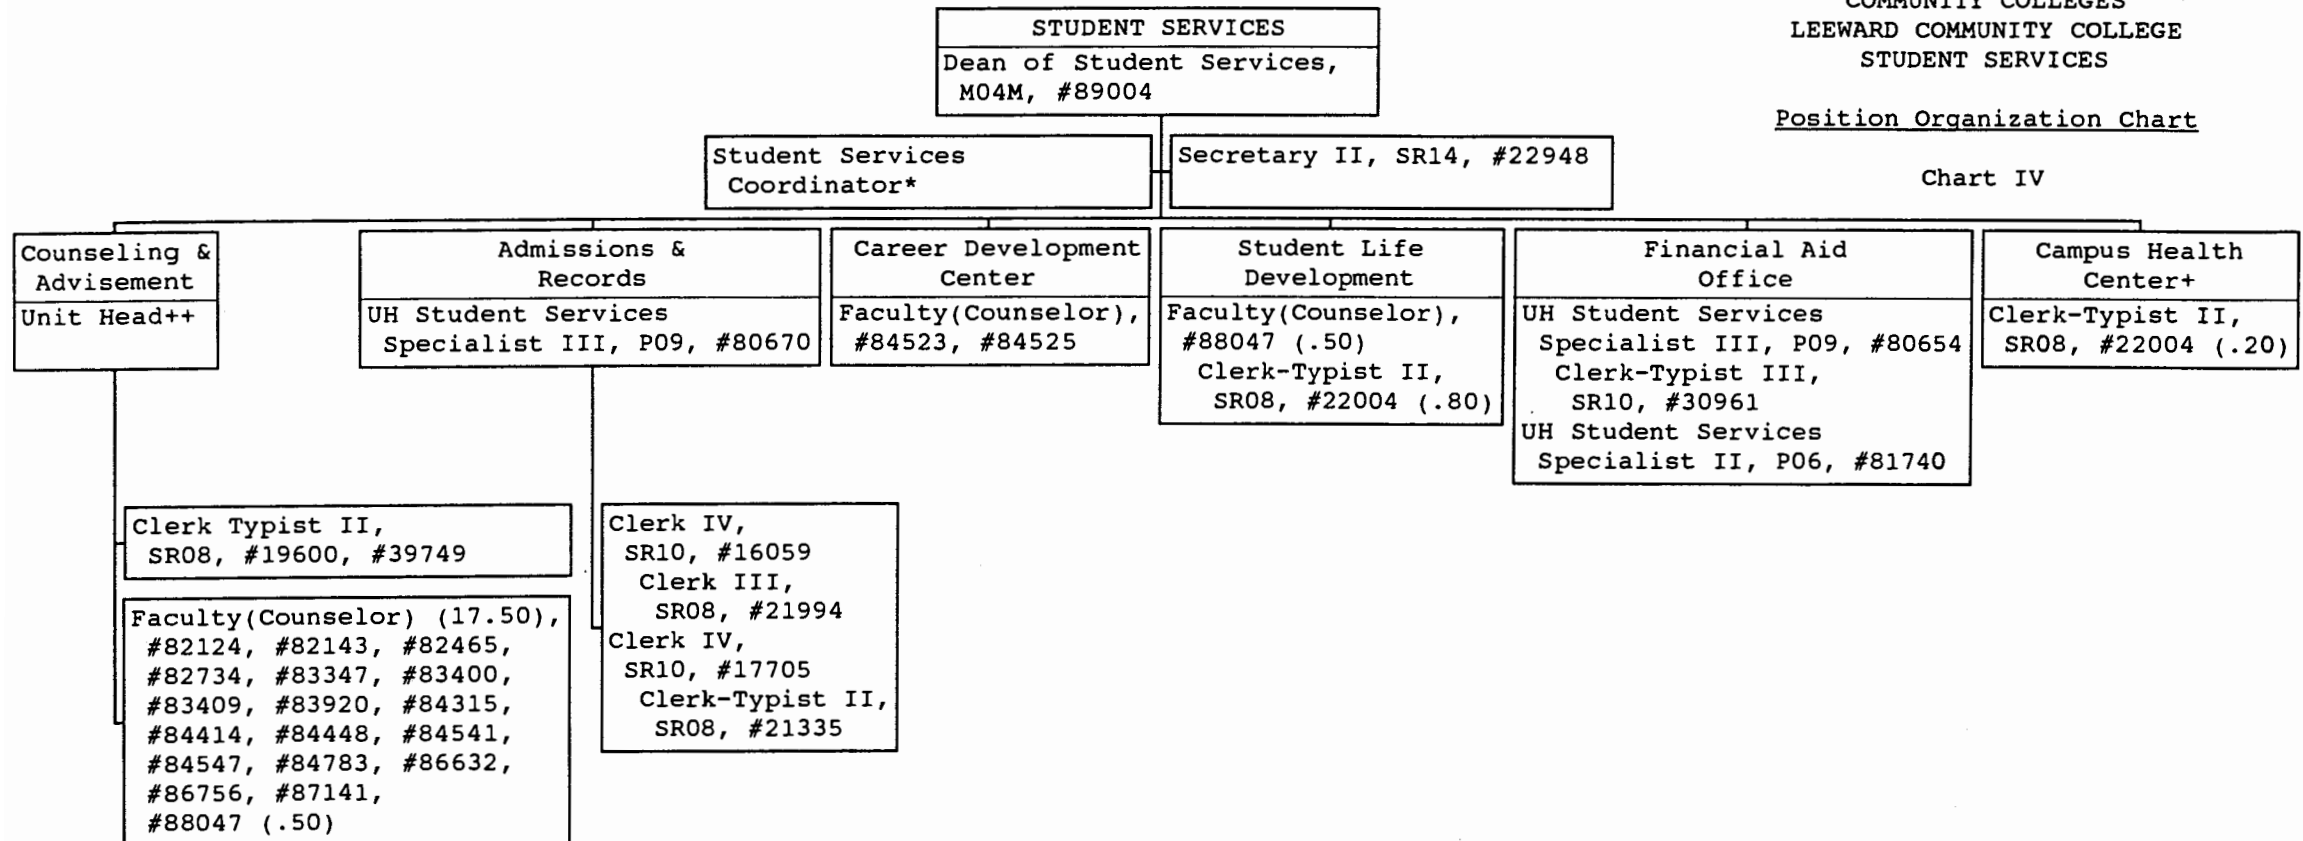 COMMUNITY COLLEGES
LEEWARD COMMUNITY COLLEGE
STUDENT SERVICES
Position Organization Chart
Chart IV
STUDENT SERVICES
Dean of Student Services,
M04M, #89004
Student Services
Coordinator*
Secretary II, SR14, #22948
Counseling &
Advisement
Unit Head++
Admissions &
Records
UH Student Services
Specialist III, P09, #80670
Career Development
Center
Faculty(Counselor),
#84523, #84525
Student Life
Development
Faculty(Counselor),
#88047 (.50)
Clerk-Typist II,
SR08, #22004 (.80)
Financial Aid
Office
UH Student Services
Specialist III, P09, #80654
Clerk-Typist III,
SR10, #30961
UH Student Services
Specialist II, P06, #81740
Campus Health
Center+
Clerk-Typist II,
SR08, #22004 (.20)
Clerk Typist II,
SR08, #19600, #39749
Faculty(Counselor) (17.50),
#82124, #82143, #82465,
#82734, #83347, #83400,
#83409, #83920, #84315,
#84414, #84448, #84541,
#84547, #84783, #86632,
#86756, #87141,
#88047 (.50)
Clerk IV,
SR10, #16059
Clerk III,
SR08, #21994
Clerk IV,
SR10, #17705
Clerk-Typist II,
SR08, #21335